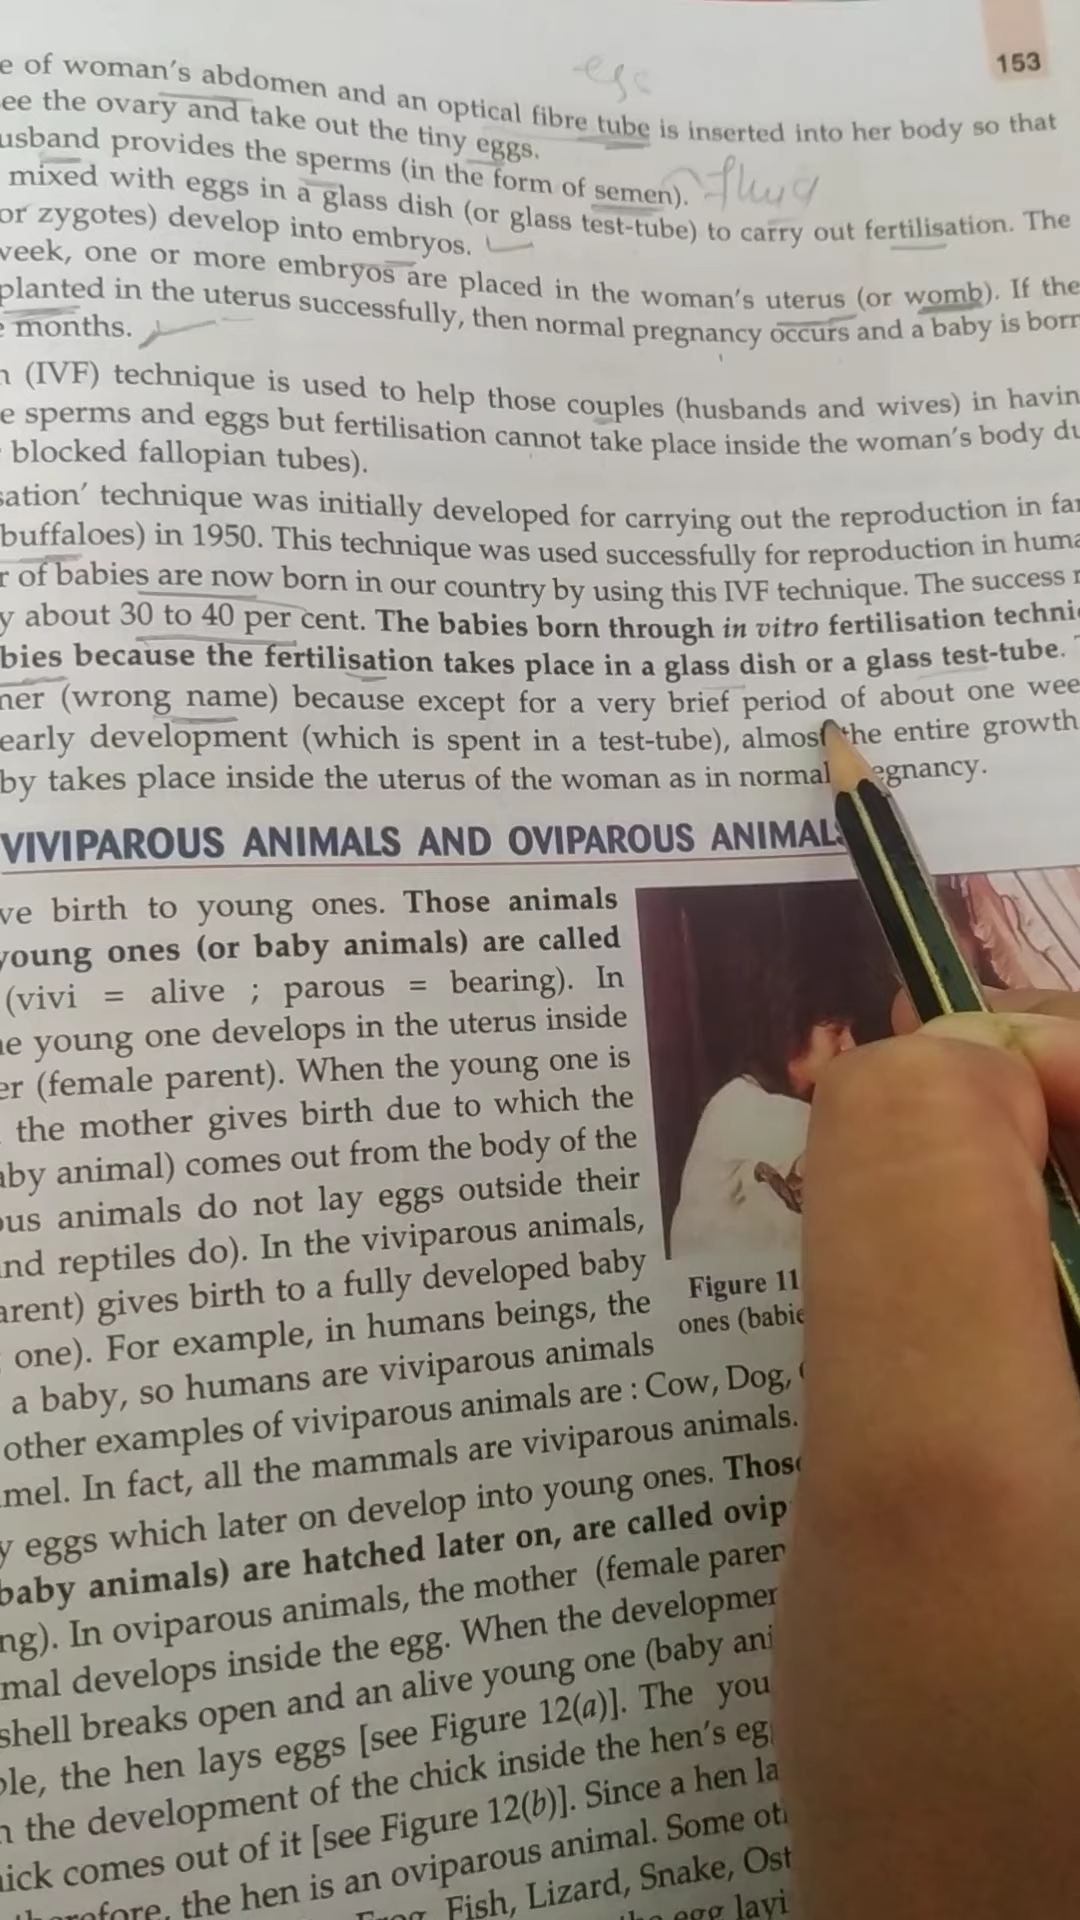 153
e of woman's abdomen and an optical fibre tube is inserted into her body so that
ee the ovary and take out the tiny eggs.
usband provides the sperms (in the form of semen).
mixed with eggs in a glass dish (or glass test-tube) to carry out fertilisation. The
or zygotes) develop into embryos.
week, one or more embryos are placed in the woman's uterus (or womb). If the
planted in the uterus successfully, then normal pregnancy occurs and a baby is born
months.
n (IVF) technique is used to help those couples (husbands and wives) in havin
e sperms and eggs but fertilisation cannot take place inside the woman's body du
blocked fallopian tubes).
sation' technique was initially developed for carrying out the reproduction in far
buffaloes) in 1950. This technique was used successfully for reproduction in huma
r of babies are now born in our country by using this IVF technique. The success r
y about 30 to 40 per cent. The babies born through in vitro fertilisation techni
bies because the fertilisation takes place in a glass dish or a glass test-tube.
ner (wrong name) because except for a very brief period of about one wee
early development (which is spent in a test-tube), almost the entire growth
by takes place inside the uterus of the woman as in normal egnancy.
VIVIPAROUS ANIMALS AND OVIPAROUS ANIMALS
ve birth to young ones. Those animals
young ones (or baby animals) are called
(vivi = alive ; parous = bearing). In
he young one develops in the uterus inside
er (female parent). When the young one is
the mother gives birth due to which the
aby animal) comes out from the body of the
ous animals do not lay eggs outside their
nd reptiles do). In the viviparous animals,
arent) gives birth to a fully developed baby
one). For example, in humans beings, the
a baby, so humans are viviparous animals
other examples of viviparous animals are : Cow, Dog,
mel. In fact, all the mammals are viviparous animals.
y eggs which later on develop into young ones. Those
baby animals) are hatched later on, are called ovip
ng). In oviparous animals, the mother (female paren
mal develops inside the egg. When the developmen
shell breaks open and an alive young one (baby ani
ple, the hen lays eggs [see Figure 12(a)]. The you
n the development of the chick inside the hen's eg
ick comes out of it [see Figure 12(b)]. Since a hen la
therefore, the hen is an oviparous animal. Some ot
Frog, Fish, Lizard, Snake, Ost
egg layi
Figure 11
ones (babie